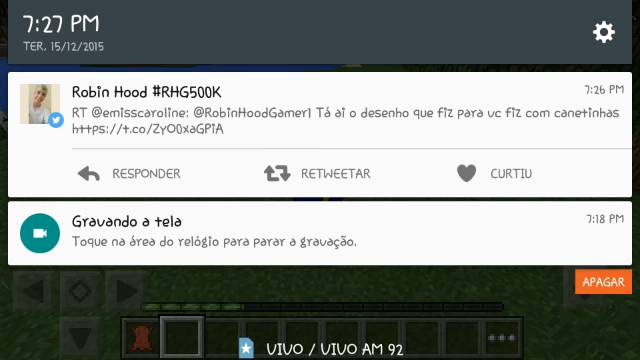 7:27 PM
TER, 15/12/2015
Robin Hood #RHG500K
7:26 PM
RT @emisscaroline: @RobinHoodGamer1 Tá ai o desenho que fiz para vc fiz com canetinhas
https://t.co/ZyO0xaGPiA
RESPONDER
RETWEETAR
CURTIU
Gravando a tela
7:18 PM
Toque na área do relógio para parar a gravação.
APAGAR
VIVO / VIVO AM 92